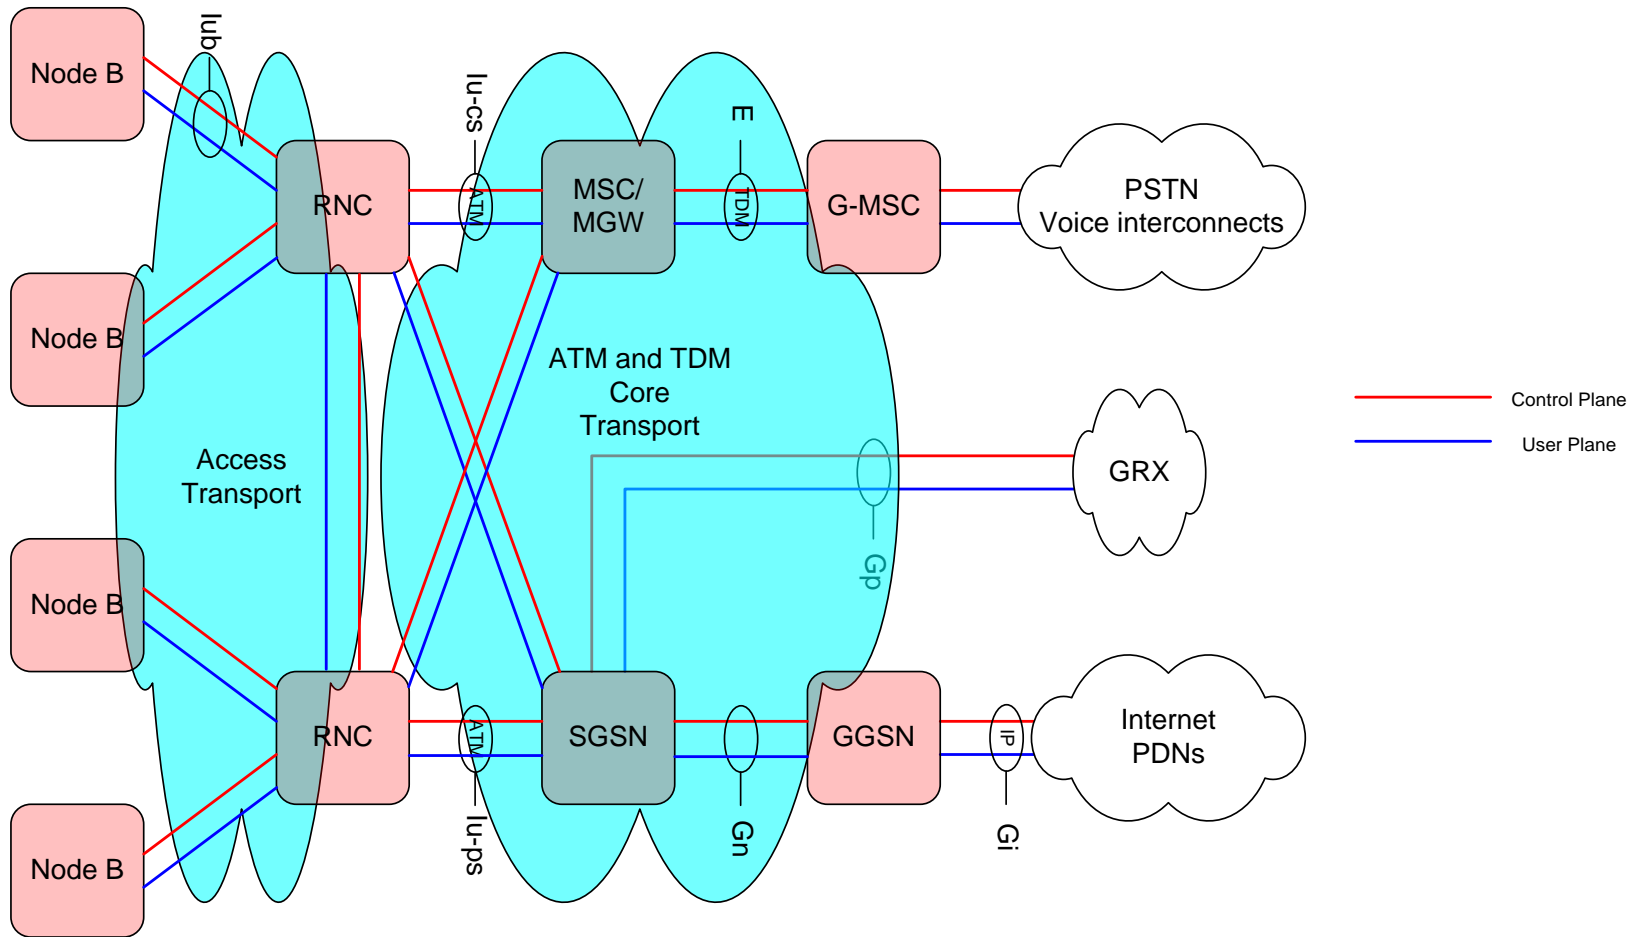 Node B
Iub
Iu-cs
E
RNC
ATM
MSC/
MGW
TDM
G-MSC
PSTN
Voice interconnects
Node B
ATM and TDM
Core
Transport
Control Plane
User Plane
Access
Transport
GRX
Gp
Node B
RNC
ATM
SGSN
GGSN
IP
Internet
PDNs
Iu-ps
Gn
Gi
Node B